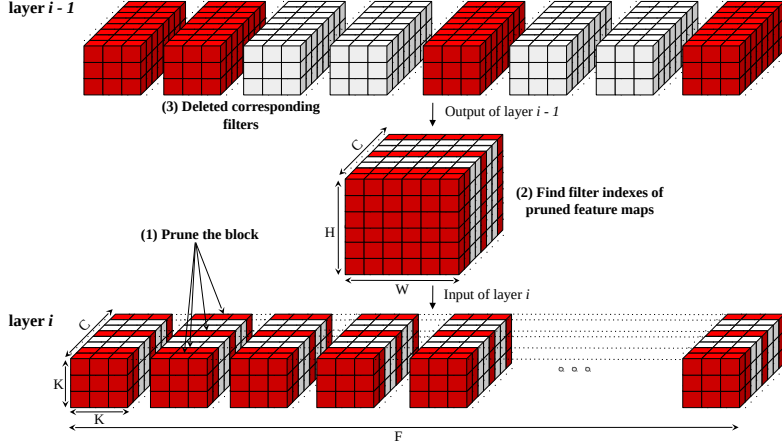 layer i - 1
(3) Deleted corresponding
filters
Output of layer i - 1
C
H
(2) Find filter indexes of
pruned feature maps
W
(1) Prune the block
Input of layer i
layer i
C
K
K
F